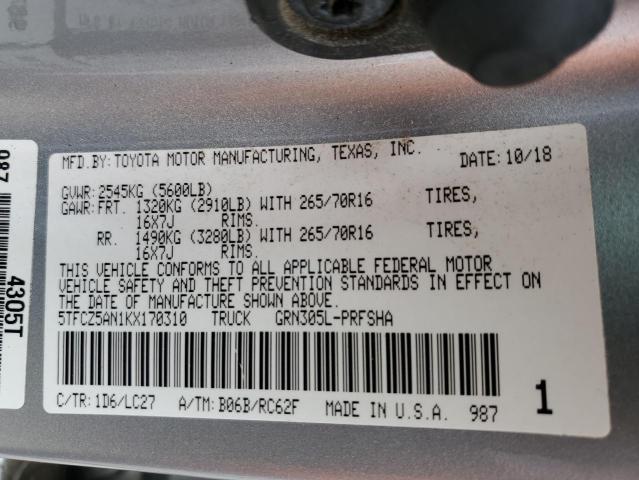 MFD.BY:TOYOTA MOTOR MANUFACTURING, TEXAS, INC. DATE:10/18
GVWR:2545KG (5600LB)
GAWR:FRT. 1320KG (2910LB) WITH 265/70R16 TIRES,
16X7J RIMS.
RR. 1490KG (3280LB) WITH 265/70R16 TIRES,
16X7J RIMS.
THIS VEHICLE CONFORMS TO ALL APPLICABLE FEDERAL MOTOR
VEHICLE SAFETY AND THEFT PREVENTION STANDARDS IN EFFECT ON
THE DATE OF MANUFACTURE SHOWN ABOVE.
5TFCZ5AN1KX170310 TRUCK GRN305L-PRFSHA
C/TR:1D6/LC27 A/TM:B06B/RC62F MADE IN U.S.A. 987 1
987 4305T